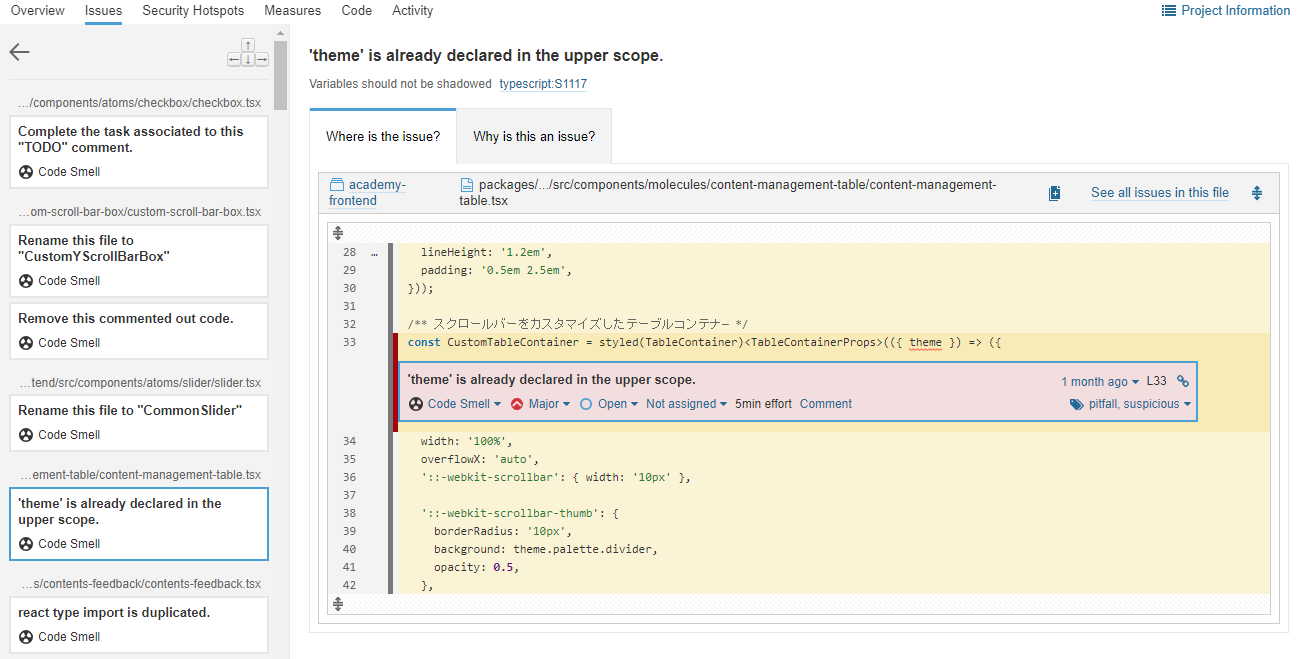 Overview Issues Security Hotspots Measures Code Activity Project Information
…/components/atoms/checkbox/checkbox.tsx
Complete the task associated to this
"TODO" comment.
Code Smell
…om-scroll-bar-box/custom-scroll-bar-box.tsx
Rename this file to
"CustomYScrollBarBox"
Code Smell
Remove this commented out code.
Code Smell
…tend/src/components/atoms/slider/slider.tsx
Rename this file to "CommonSlider"
Code Smell
…ement-table/content-management-table.tsx
'theme' is already declared in the
upper scope.
Code Smell
…s/contents-feedback/contents-feedback.tsx
react type import is duplicated.
Code Smell
'theme' is already declared in the upper scope.
Variables should not be shadowed typescript:S1117
Where is the issue? Why is this an issue?
academy-
frontend
packages/.../src/components/molecules/content-management-table/content-management-
table.tsx
See all issues in this file
28 … lineHeight: '1.2em',
29 padding: '0.5em 2.5em',
30 }));
31
32 /** スクロールバーをカスタマイズしたテーブルコンテナー */
33 const CustomTableContainer = styled(TableContainer)<TableContainerProps>(({ theme }) => ({
'theme' is already declared in the upper scope. 1 month ago L33
Code Smell Major Open Not assigned 5min effort Comment pitfall, suspicious
34 width: '100%',
35 overflowX: 'auto',
36 '::-webkit-scrollbar': { width: '10px' },
37
38 '::-webkit-scrollbar-thumb': {
39 borderRadius: '10px',
40 background: theme.palette.divider,
41 opacity: 0.5,
42 },